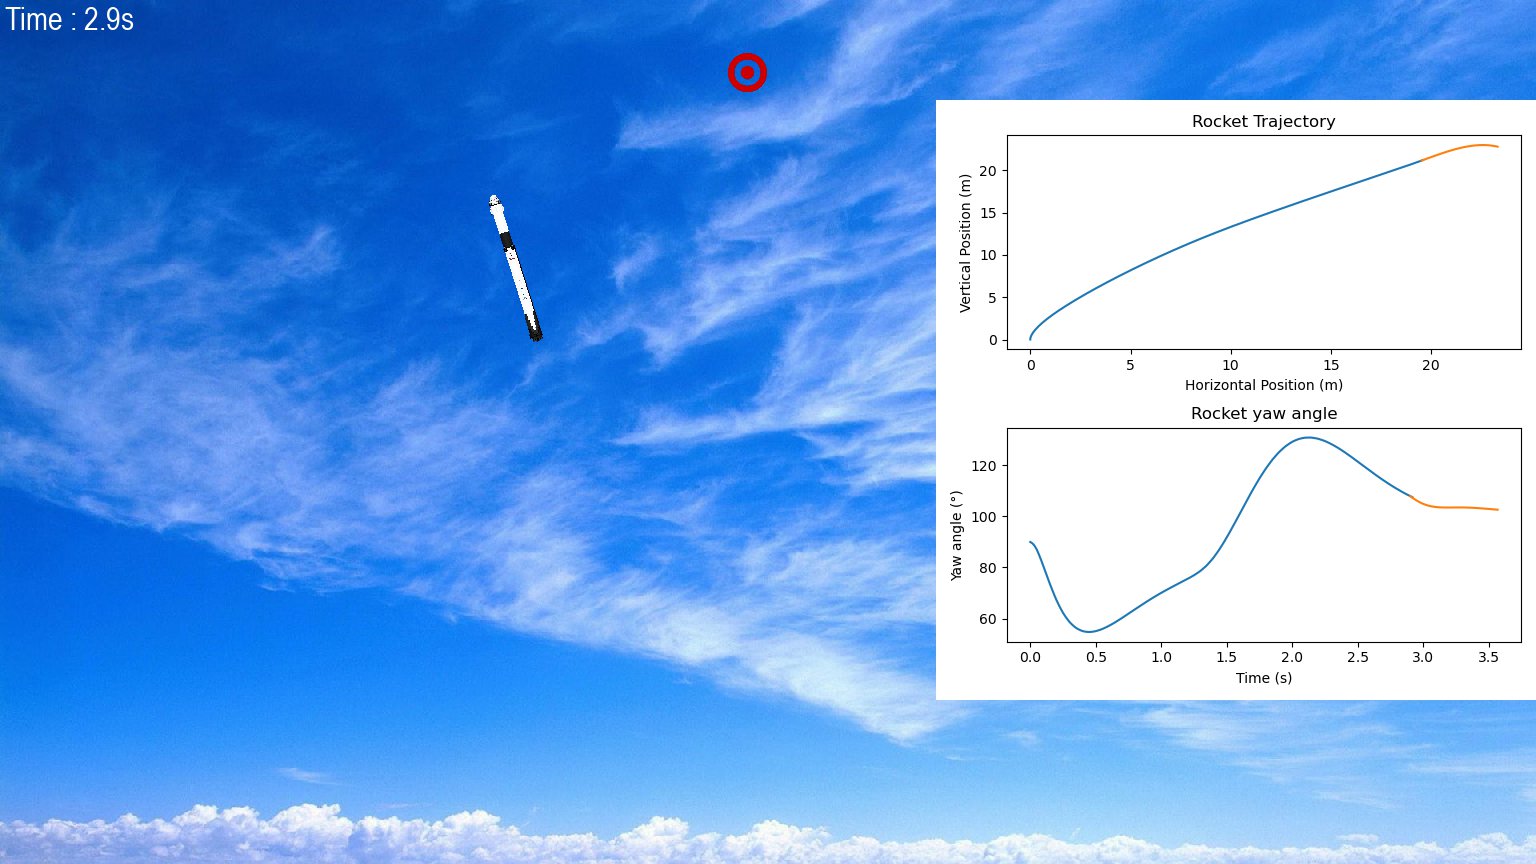 Time : 2.9s
Rocket Trajectory
Vertical Position (m)
20
15
10
5
0
0 5 10 15 20
Horizontal Position (m)
Rocket yaw angle
Yaw angle (°)
120
100
80
60
0.0 0.5 1.0 1.5 2.0 2.5 3.0 3.5
Time (s)